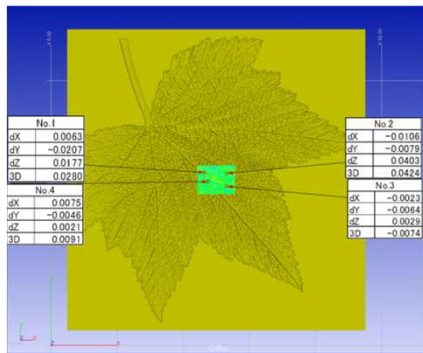 No.1
dX 0.0063
dY -0.0207
dZ 0.0177
3D 0.0280
No.2
dX -0.0106
dY -0.0079
dZ 0.0403
3D 0.0424
No.4
dX 0.0075
dY -0.0046
dZ 0.0021
3D 0.0091
No.3
dX -0.0023
dY -0.0064
dZ 0.0029
3D -0.0074